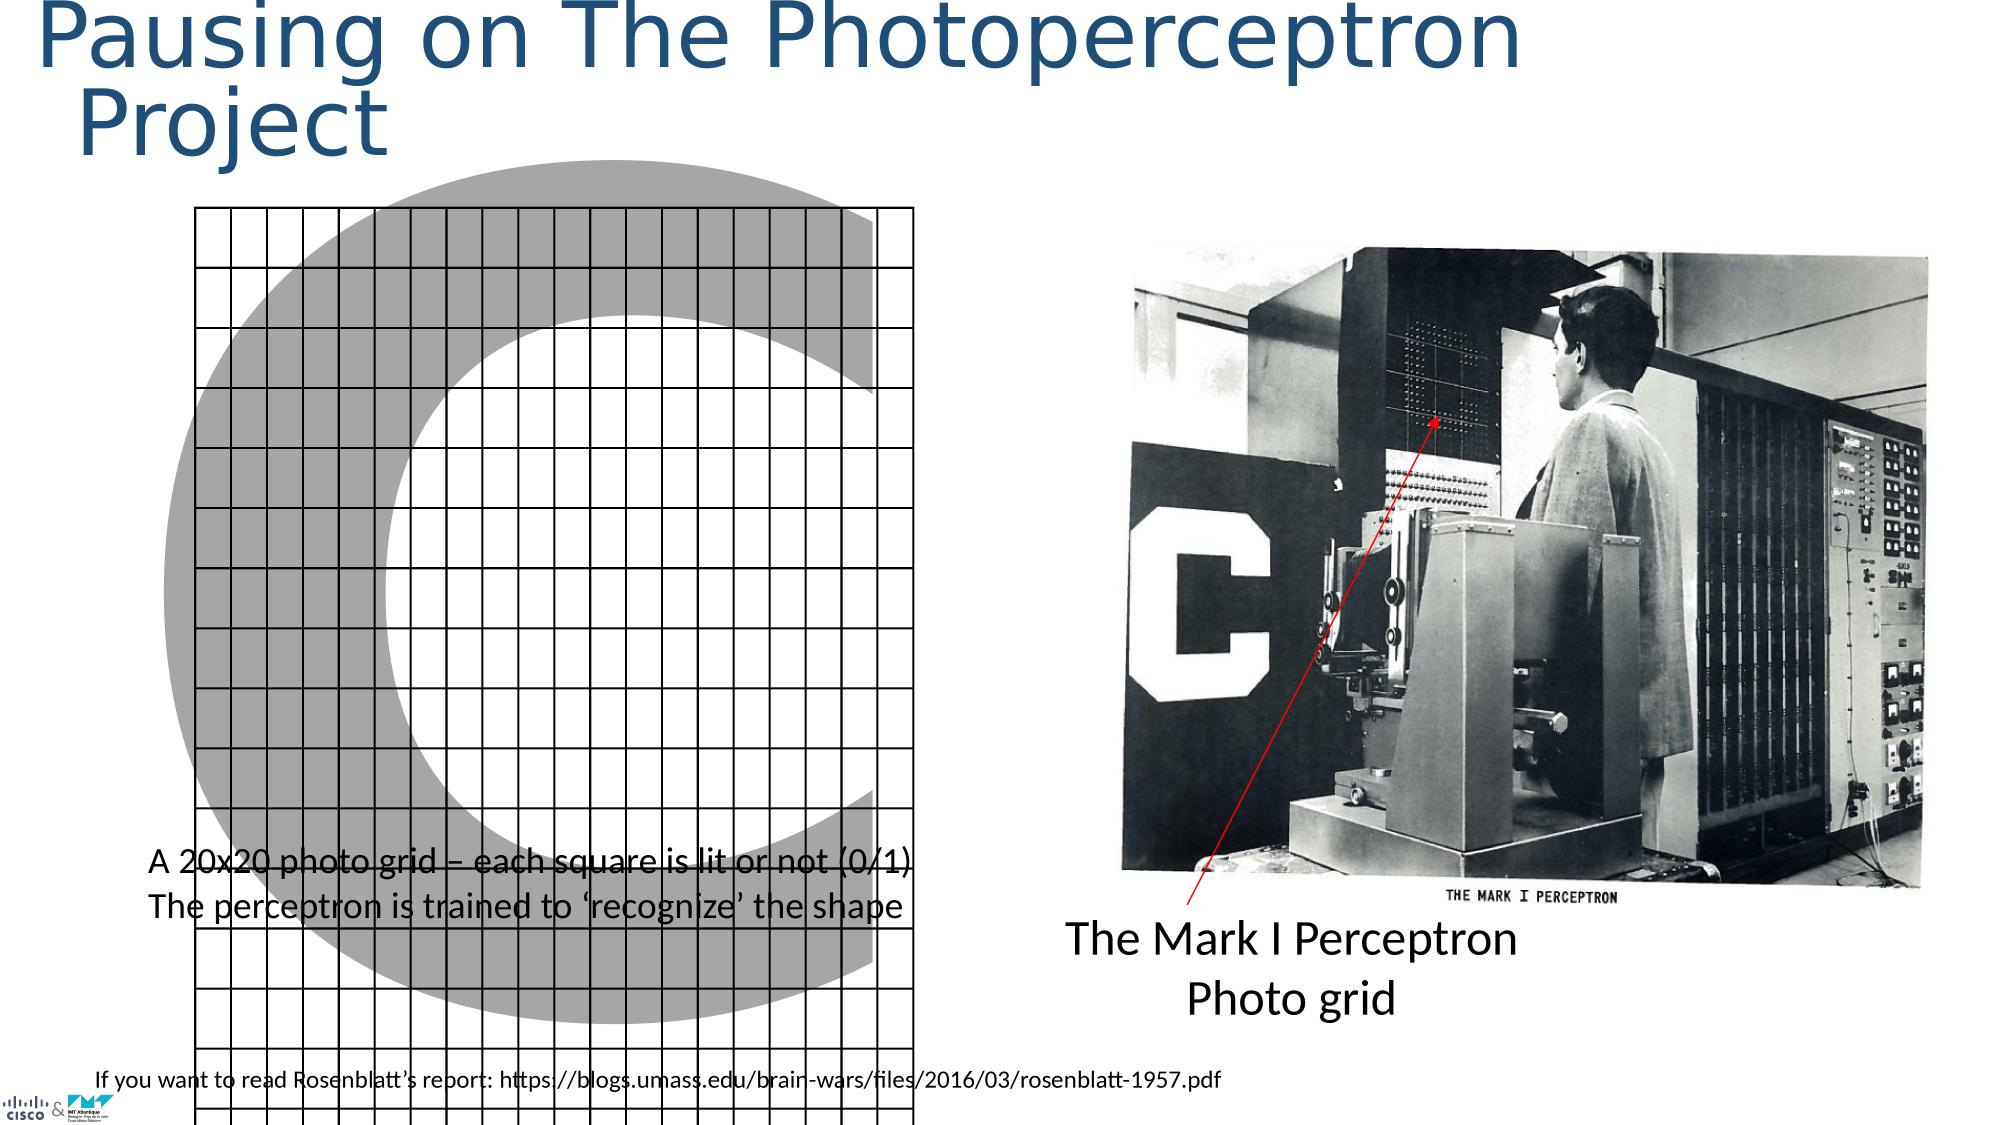 Pausing on The Photoperceptron
Project
C
C
A 20x20 photo grid – each square is lit or not (0/1)
The perceptron is trained to ‘recognize’ the shape
THE MARK I PERCEPTRON
The Mark I Perceptron
Photo grid
If you want to read Rosenblatt’s report: https://blogs.umass.edu/brain-wars/files/2016/03/rosenblatt-1957.pdf
CISCO & IMT Atlantique